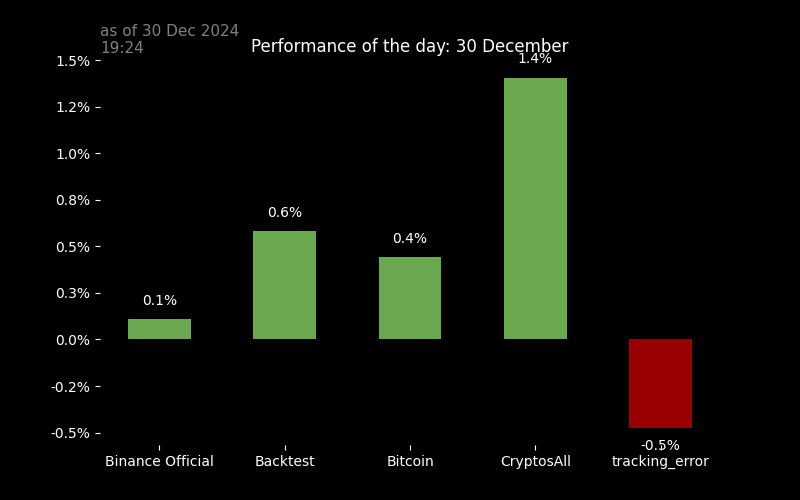 as of 30 Dec 2024
19:24
Performance of the day: 30 December
1.5%
1.2%
1.0%
0.8%
0.5%
0.3%
0.0%
-0.2%
-0.5%
0.1%
0.6%
0.4%
1.4%
-0.5%
Binance Official
Backtest
Bitcoin
CryptosAll
tracking_error